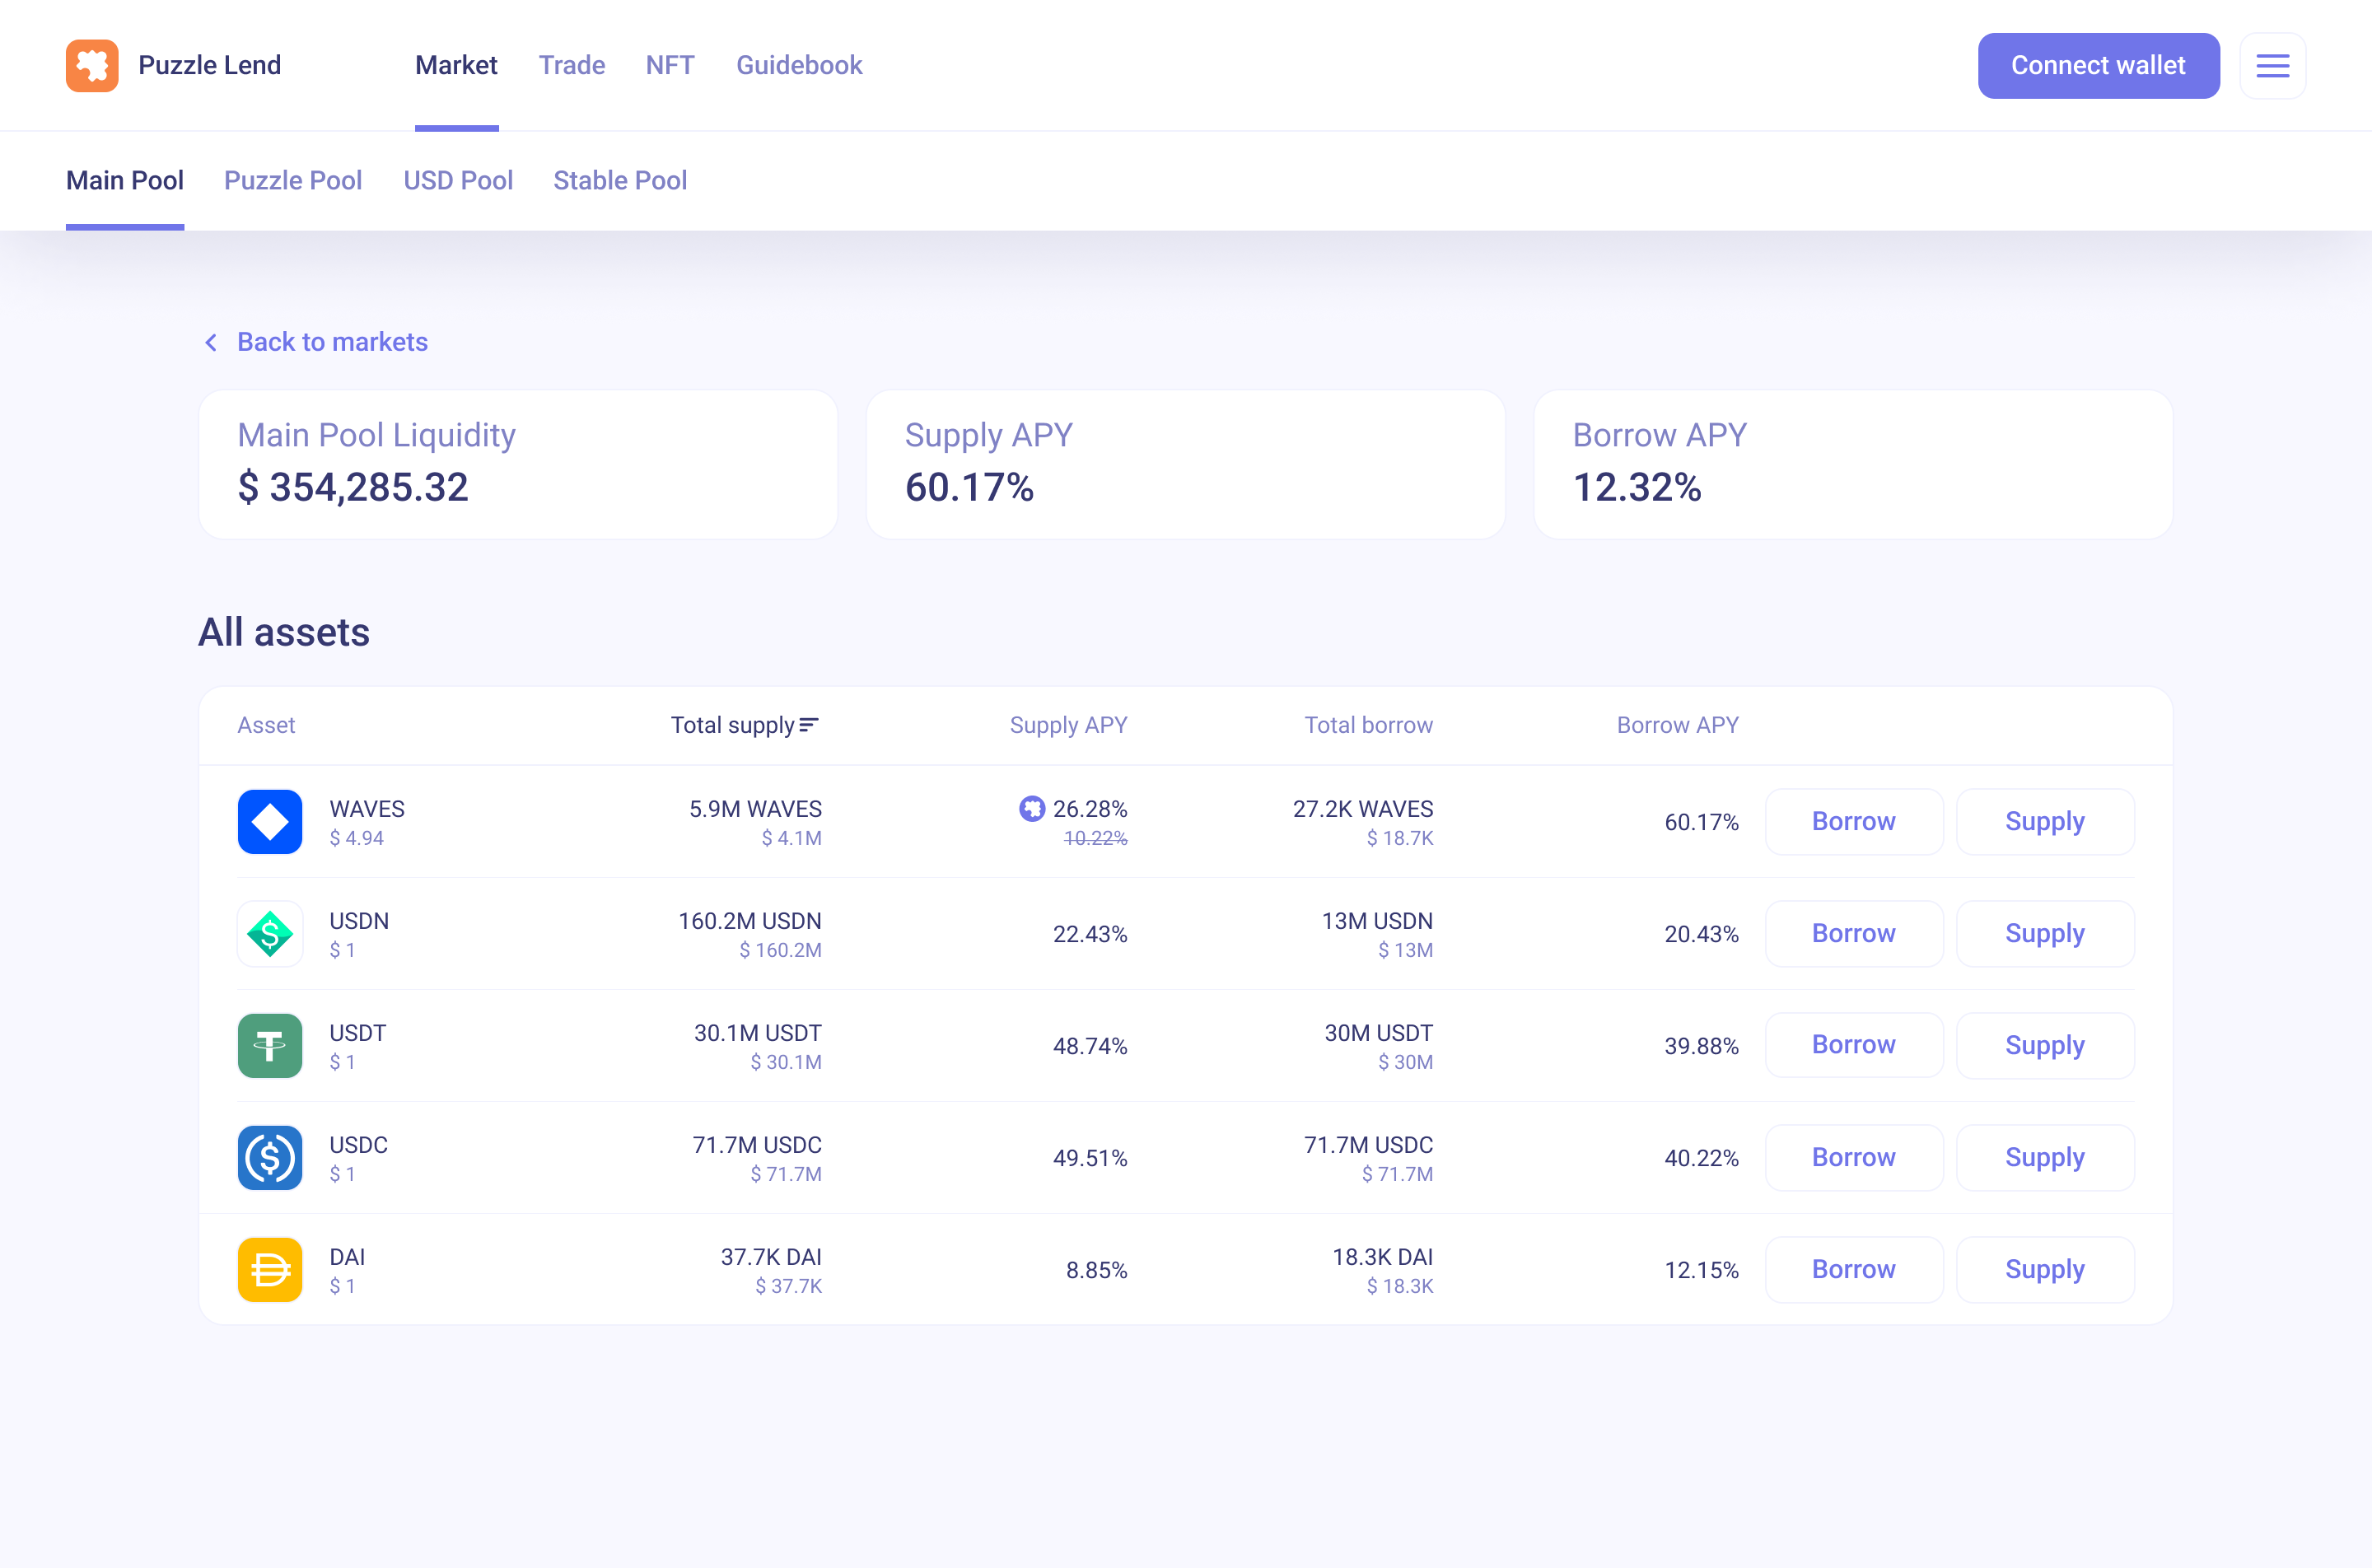 Puzzle Lend Market Trade NFT Guidebook Connect wallet
Main Pool Puzzle Pool USD Pool Stable Pool
Back to markets
Main Pool Liquidity Supply APY Borrow APY
$ 354,285.32 60.17% 12.32%
All assets
Asset Total supply Supply APY Total borrow Borrow APY
WAVES 5.9M WAVES 26.28% 27.2K WAVES 60.17% Borrow Supply
$ 4.94 $ 4.1M 10.22% $ 18.7K
USDN 160.2M USDN 22.43% 13M USDN 20.43% Borrow Supply
$ 1 $ 160.2M $ 13M
USDT 30.1M USDT 48.74% 30M USDT 39.88% Borrow Supply
$ 1 $ 30.1M $ 30M
USDC 71.7M USDC 49.51% 71.7M USDC 40.22% Borrow Supply
$ 1 $ 71.7M $ 71.7M
DAI 37.7K DAI 8.85% 18.3K DAI 12.15% Borrow Supply
$ 1 $ 37.7K $ 18.3K